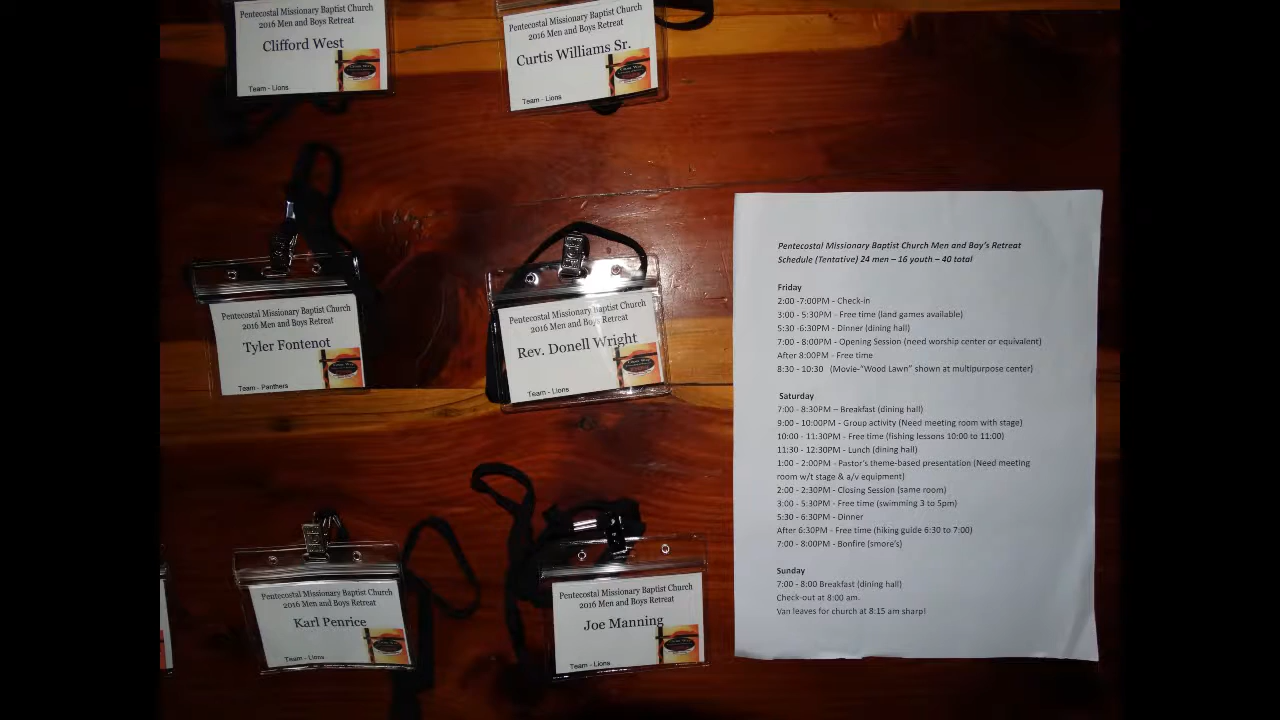 Pentecostal Missionary Baptist Church
2016 Men and Boys Retreat
Clifford West
Team - Lions
Pentecostal Missionary Baptist Church
2016 Men and Boys Retreat
Curtis Williams Sr.
Team - Lions
Pentecostal Missionary Baptist Church
2016 Men and Boys Retreat
Tyler Fontenot
Team - Panthers
Pentecostal Missionary Baptist Church
2016 Men and Boys Retreat
Rev. Donell Wright
Team - Lions
Pentecostal Missionary Baptist Church
2016 Men and Boys Retreat
Karl Penrice
Team - Lions
Pentecostal Missionary Baptist Church
2016 Men and Boys Retreat
Joe Manning
Team - Lions
Pentecostal Missionary Baptist Church Men and Boy's Retreat
Schedule (Tentative) 24 men – 16 youth – 40 total
Friday
2:00 -7:00PM - Check-in
3:00 - 5:30PM - Free time (land games available)
5:30 -6:30PM - Dinner (dining hall)
7:00 - 8:00PM - Opening Session (need worship center or equivalent)
After 8:00PM - Free time
8:30 - 10:30 (Movie-"Wood Lawn" shown at multipurpose center)
Saturday
7:00 - 8:30PM – Breakfast (dining hall)
9:00 - 10:00PM - Group activity (Need meeting room with stage)
10:00 - 11:30PM - Free time (fishing lessons 10:00 to 11:00)
11:30 - 12:30PM - Lunch (dining hall)
1:00 - 2:00PM - Pastor's theme-based presentation (Need meeting
room w/t stage & a/v equipment)
2:00 - 2:30PM - Closing Session (same room)
3:00 - 5:30PM - Free time (swimming 3 to 5pm)
5:30 - 6:30PM - Dinner
After 6:30PM - Free time (hiking guide 6:30 to 7:00)
7:00 - 8:00PM - Bonfire (smore's)
Sunday
7:00 - 8:00 Breakfast (dining hall)
Check-out at 8:00 am.
Van leaves for church at 8:15 am sharp!